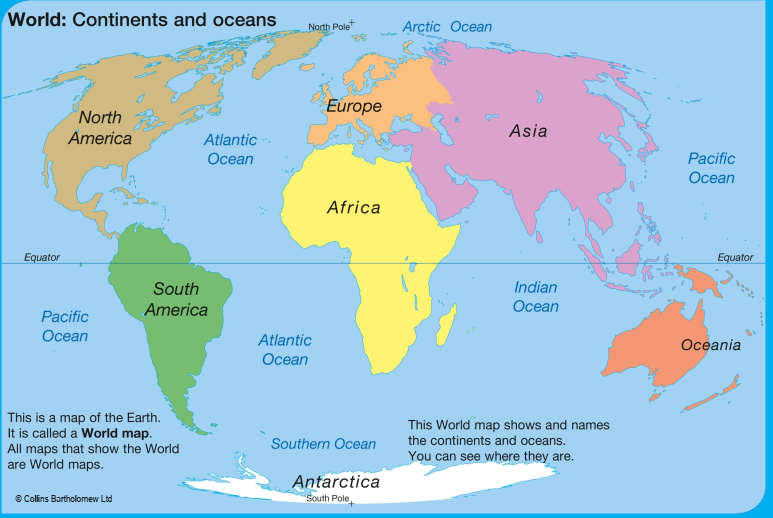 World: Continents and oceans
North Pole
Arctic Ocean
North
America
Europe
Asia
Atlantic
Ocean
Pacific
Ocean
Africa
Equator
Equator
South
America
Indian
Ocean
Pacific
Ocean
Atlantic
Ocean
Oceania
This is a map of the Earth.
It is called a World map.
All maps that show the World
are World maps.
This World map shows and names
the continents and oceans.
You can see where they are.
Southern Ocean
Antarctica
South Pole
© Collins Bartholomew Ltd